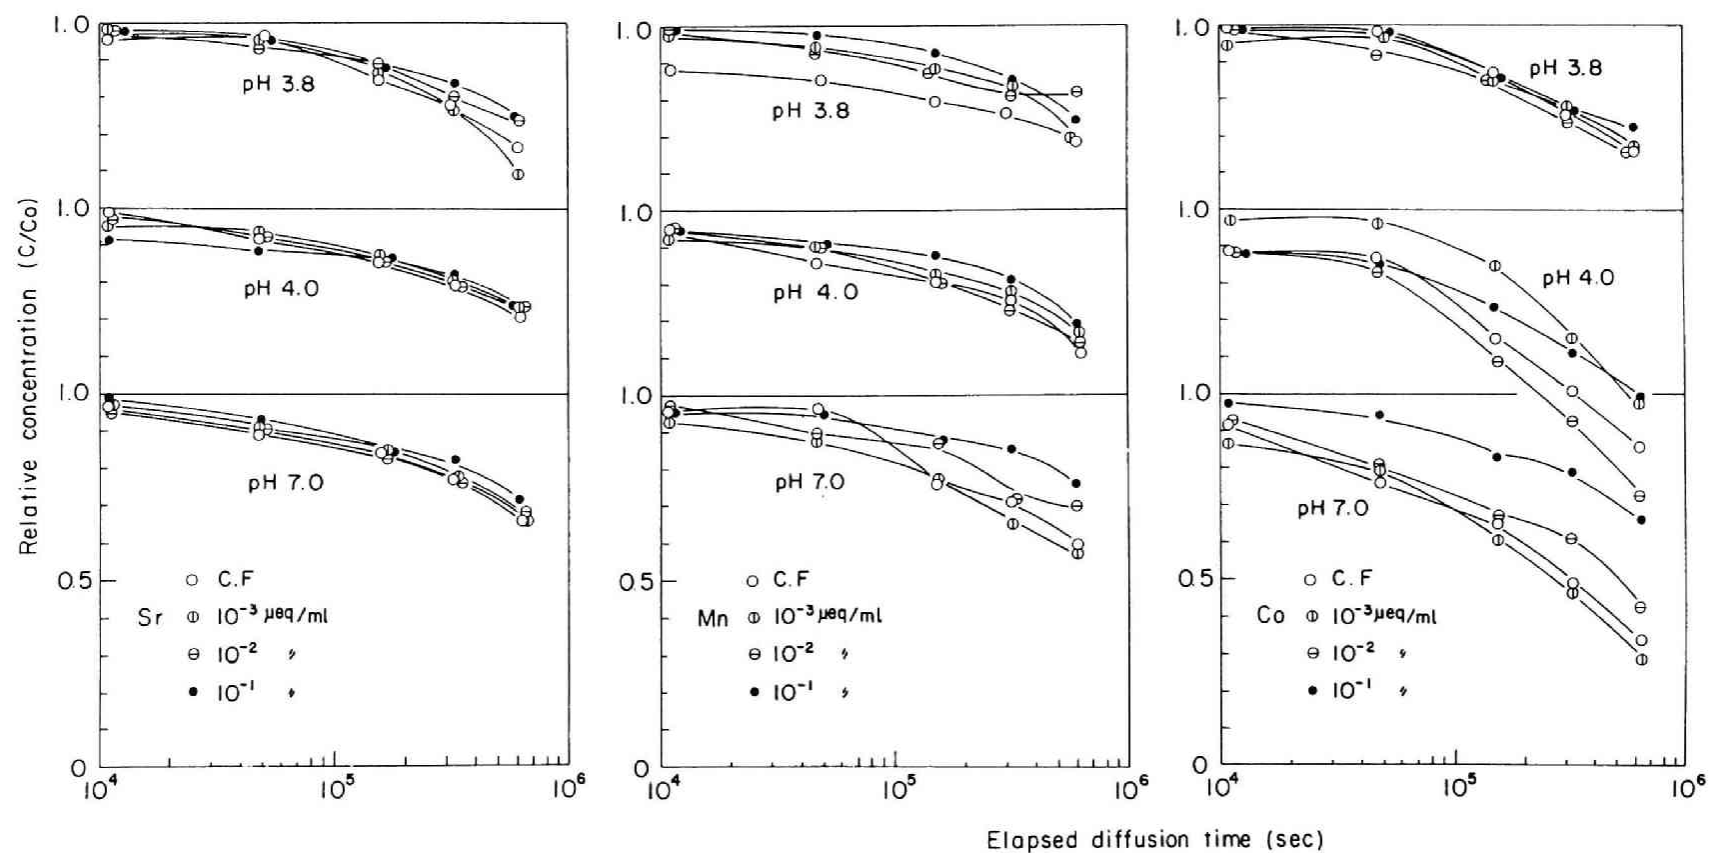 Relative concentration (C/Co)
1.0
pH 3.8
1.0
pH 4.0
1.0
pH 7.0
0.5
C.F
Sr 10⁻³ μeq/ml
10⁻² 〃
10⁻¹ 〃
0
10⁴ 10⁵ 10⁶
1.0
pH 3.8
1.0
pH 4.0
1.0
pH 7.0
0.5
C.F
Mn 10⁻³ μeq/ml
10⁻² 〃
10⁻¹ 〃
0
10⁴ 10⁵ 10⁶
1.0
pH 3.8
1.0
pH 4.0
1.0
pH 7.0
0.5
C.F
Co 10⁻³ μeq/ml
10⁻² 〃
10⁻¹ 〃
0
10⁴ 10⁵ 10⁶
Elapsed diffusion time (sec)